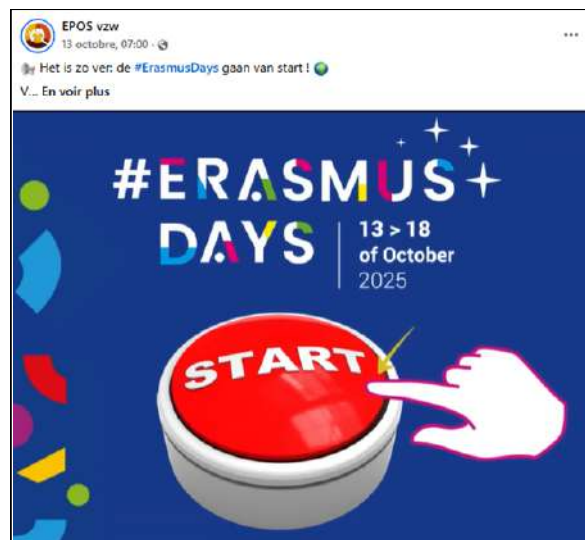 EPOS vzw
13 octobre, 07:00 ·
Het is zo ver: de #ErasmusDays gaan van start !
V... En voir plus
#ERASMUS
DAYS
13 > 18
of October
2025
START